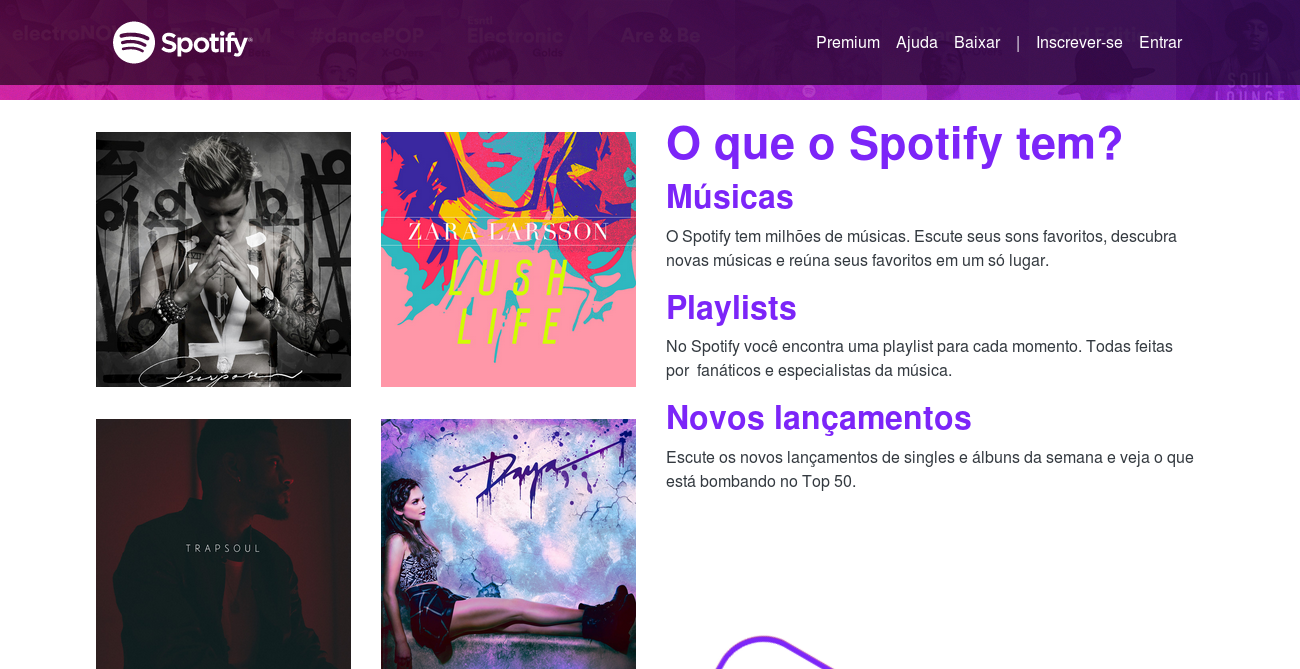 electroNO
#dancePOP
Electronic
Are & Be
SOUL
LOUNGE
Spotify
Premium Ajuda Baixar | Inscrever-se Entrar
Purpose
ZARA LARSSON
LUSH
LIFE
TRAPSOUL
Daya
O que o Spotify tem?
Músicas
O Spotify tem milhões de músicas. Escute seus sons favoritos, descubra
novas músicas e reúna seus favoritos em um só lugar.
Playlists
No Spotify você encontra uma playlist para cada momento. Todas feitas
por fanáticos e especialistas da música.
Novos lançamentos
Escute os novos lançamentos de singles e álbuns da semana e veja o que
está bombando no Top 50.